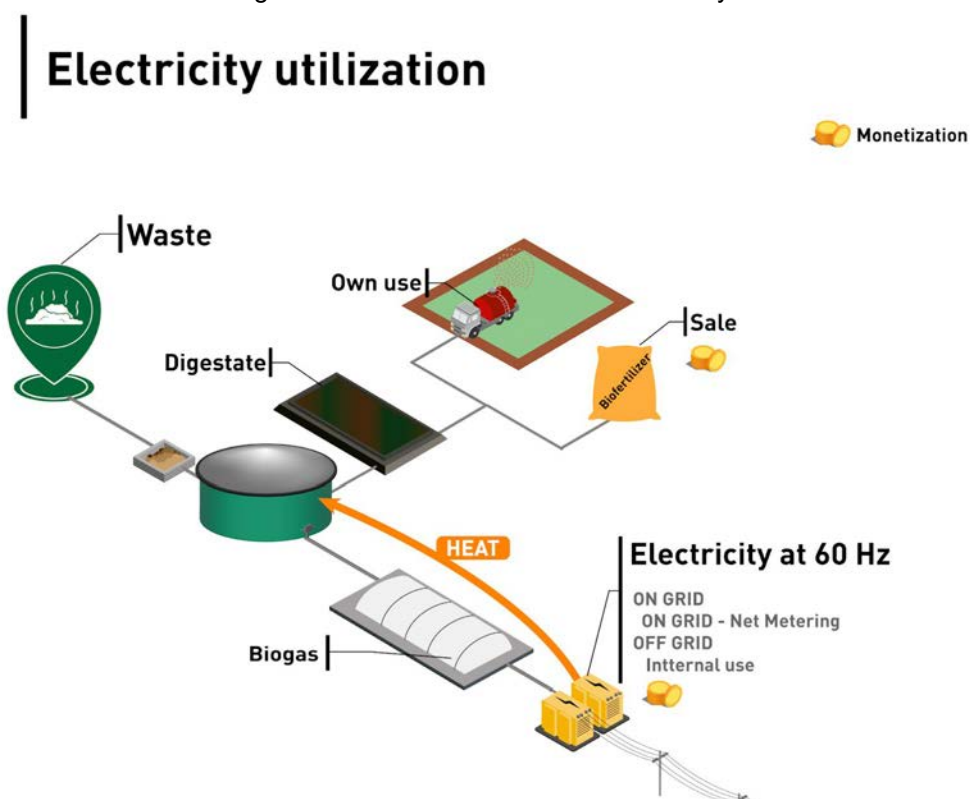 Electricity utilization
Monetization
Waste
Own use
Sale
Digestate
Biofertilizer
HEAT
Electricity at 60 Hz
ON GRID
ON GRID - Net Metering
OFF GRID
Intternal use
Biogas